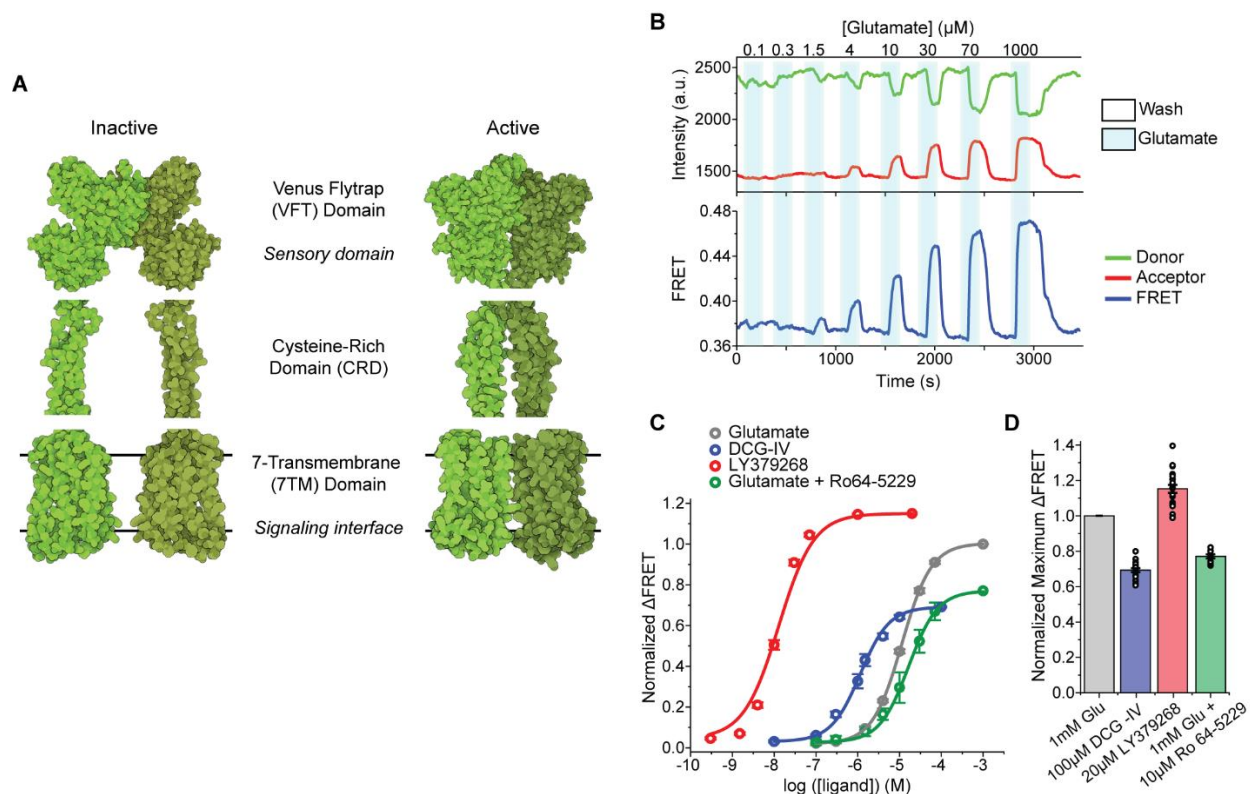 A
Inactive
Active
Venus Flytrap
(VFT) Domain
Sensory domain
Cysteine-Rich
Domain (CRD)
7-Transmembrane
(7TM) Domain
Signaling interface
B
[Glutamate] (µM)
0.1 0.3 1.5 4 10 30 70 1000
2500
2000
1500
Intensity (a.u.)
Wash
Glutamate
0.48
0.44
0.40
0.36
FRET
0 1000 2000 3000
Time (s)
Donor
Acceptor
FRET
C
Glutamate
DCG-IV
LY379268
Glutamate + Ro64-5229
1.2
1.0
0.8
0.6
0.4
0.2
0.0
Normalized ΔFRET
-10 -9 -8 -7 -6 -5 -4 -3
log ([ligand]) (M)
D
1.4
1.2
1.0
0.8
0.6
0.4
0.2
0.0
Normalized Maximum ΔFRET
1mM Glu
100µM DCG -IV
20µM LY379268
1mM Glu +
10µM Ro 64-5229